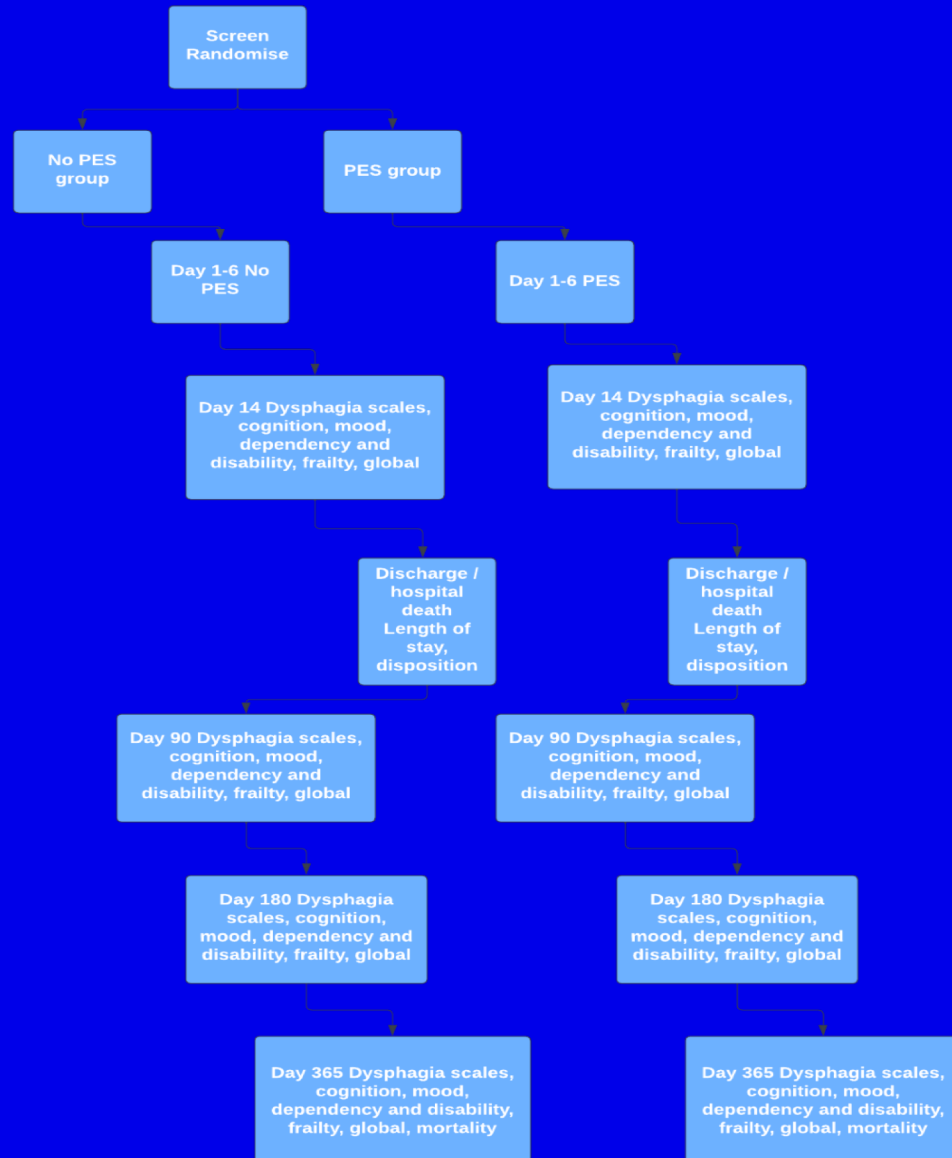 Screen
Randomise
No PES
group
PES group
Day 1-6 No
PES
Day 1-6 PES
Day 14 Dysphagia scales,
cognition, mood,
dependency and
disability, frailty, global
Day 14 Dysphagia scales,
cognition, mood,
dependency and
disability, frailty, global
Discharge /
hospital
death
Length of
stay,
disposition
Discharge /
hospital
death
Length of
stay,
disposition
Day 90 Dysphagia scales,
cognition, mood,
dependency and
disability, frailty, global
Day 90 Dysphagia scales,
cognition, mood,
dependency and
disability, frailty, global
Day 180 Dysphagia
scales, cognition,
mood, dependency and
disability, frailty, global
Day 180 Dysphagia
scales, cognition,
mood, dependency and
disability, frailty, global
Day 365 Dysphagia scales,
cognition, mood,
dependency and disability,
frailty, global, mortality
Day 365 Dysphagia scales,
cognition, mood,
dependency and disability,
frailty, global, mortality